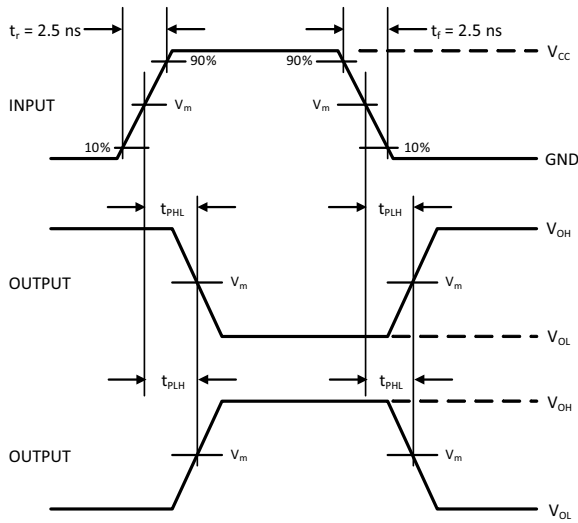 tr = 2.5 ns
tf = 2.5 ns
VCC
90%
90%
INPUT
Vm
Vm
10%
10%
GND
tPHL
tPLH
VOH
OUTPUT
Vm
Vm
VOL
tPLH
tPHL
VOH
OUTPUT
Vm
Vm
VOL